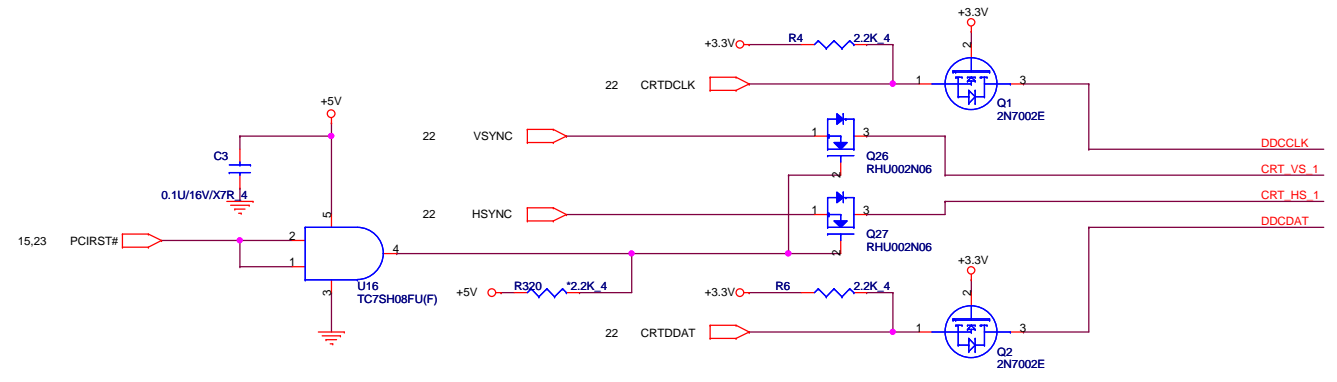 +3.3V
+3.3V R4 2.2K_4
2
22 CRTDCLK 1 3
Q1
2N7002E
+5V
22 VSYNC 1 3
DDCCLK
C3
Q26
RHU002N06
2
CRT_VS_1
0.1U/16V/X7R_4
CRT_HS_1
22 HSYNC 1 3
5
DDCDAT
Q27
RHU002N06
15,23 PCIRST# 2
2
4
1
+3.3V
U16
TC7SH08FU(F)
3
+5V R320 *2.2K_4
+3.3V R6 2.2K_4
2
22 CRTDDAT 1 3
Q2
2N7002E